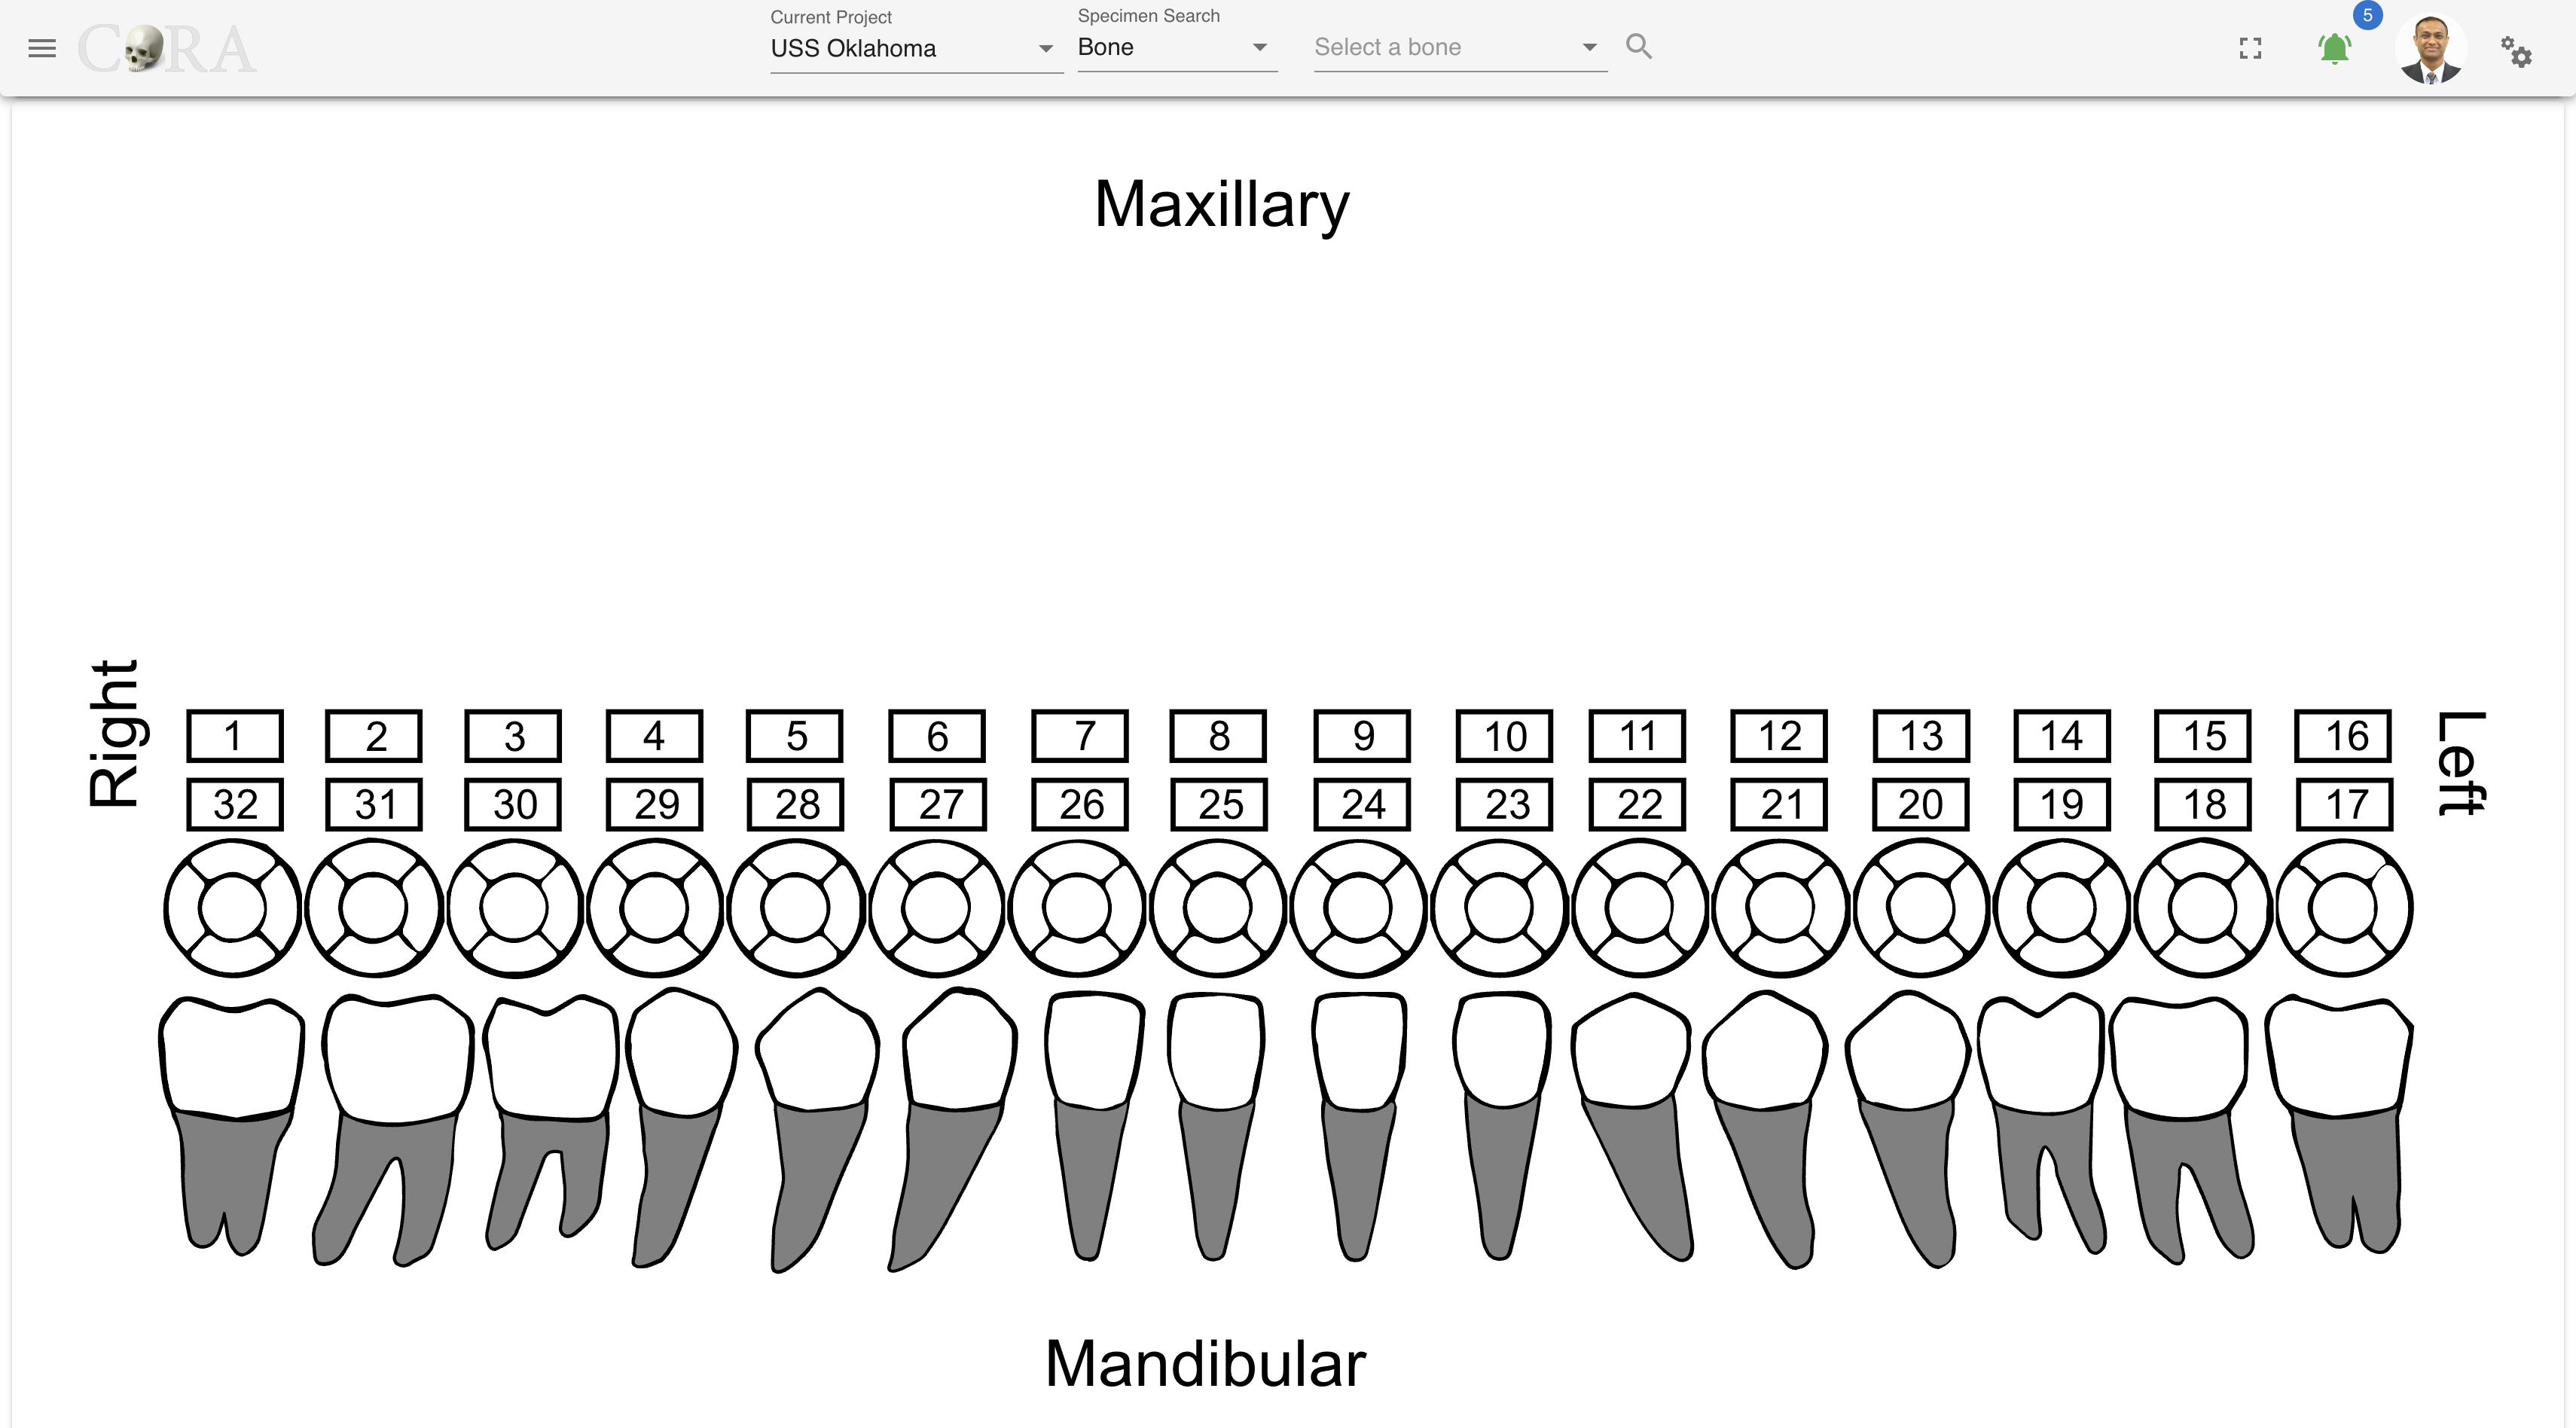 CORA
Current Project
USS Oklahoma
Specimen Search
Bone
Select a bone
5
Maxillary
Right
1 2 3 4 5 6 7 8 9 10 11 12 13 14 15 16
32 31 30 29 28 27 26 25 24 23 22 21 20 19 18 17
Left
Mandibular